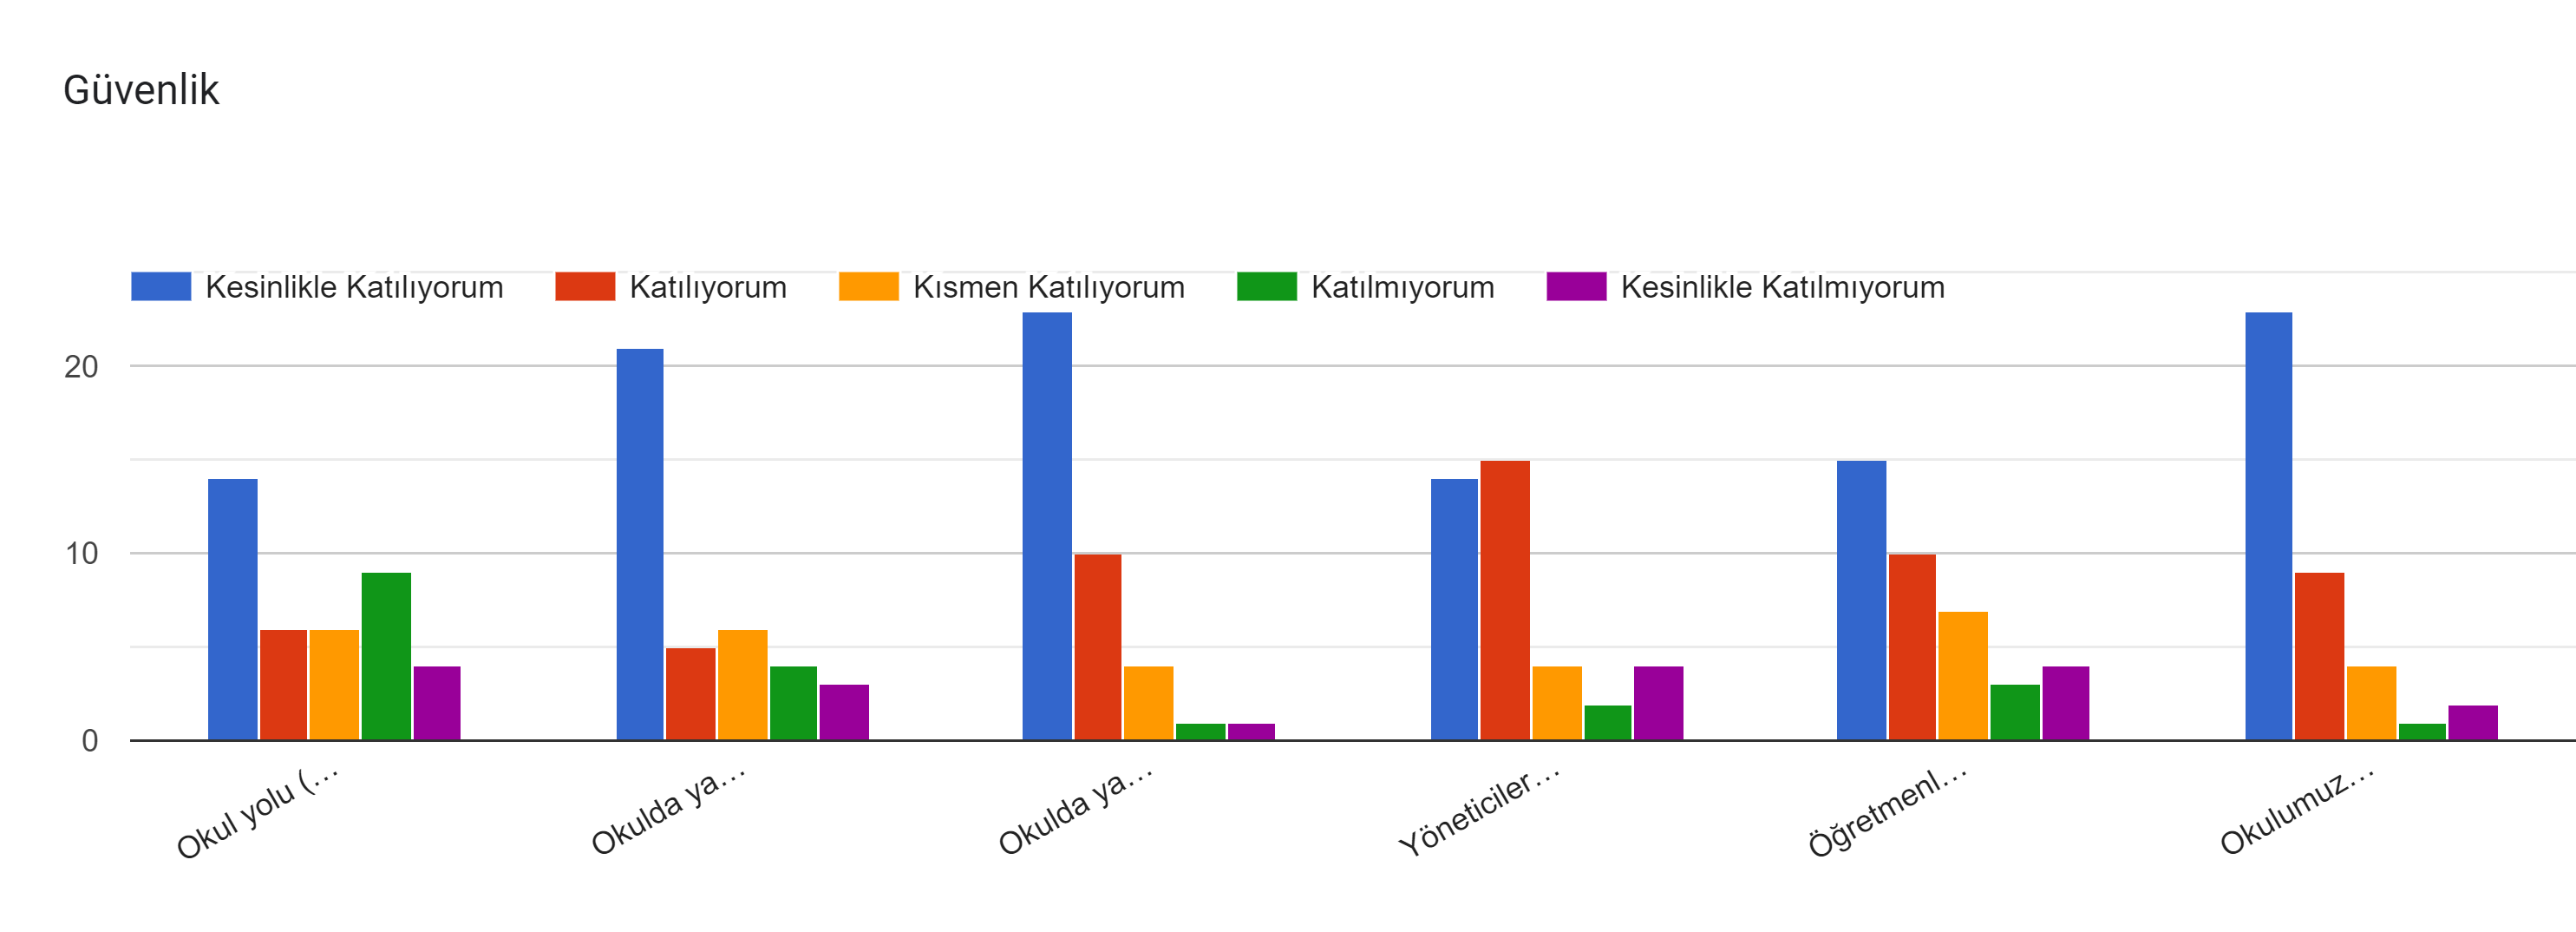 Güvenlik
Kesinlikle Katılıyorum Katılıyorum Kısmen Katılıyorum Katılmıyorum Kesinlikle Katılmıyorum
20
10
0
Okul yolu (…
Okulda ya…
Okulda ya…
Yöneticiler…
Öğretmenl…
Okulumuz…